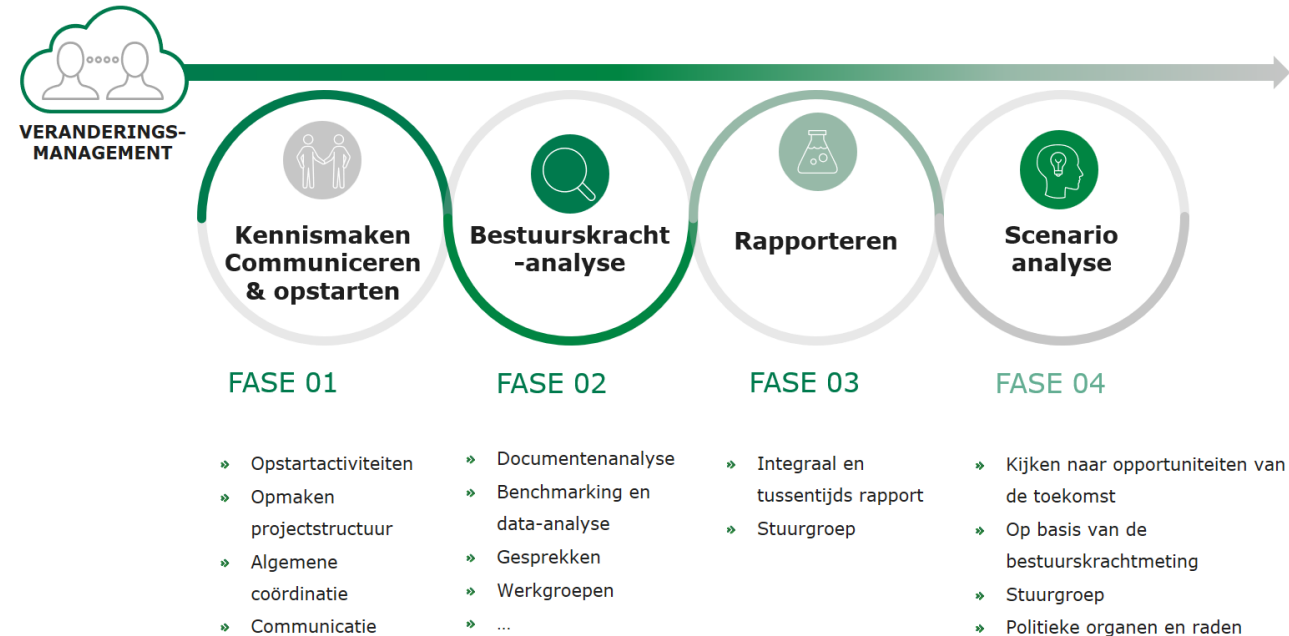 VERANDERINGS-
MANAGEMENT
Kennismaken
Communiceren
& opstarten
Bestuurskracht
-analyse
Rapporteren
Scenario
analyse
FASE 01
» Opstartactiviteiten
» Opmaken
projectstructuur
» Algemene
coördinatie
» Communicatie
FASE 02
» Documentenanalyse
» Benchmarking en
data-analyse
» Gesprekken
» Werkgroepen
» ...
FASE 03
» Integraal en
tussentijds rapport
» Stuurgroep
FASE 04
» Kijken naar opportuniteiten van
de toekomst
» Op basis van de
bestuurskrachtmeting
» Stuurgroep
» Politieke organen en raden